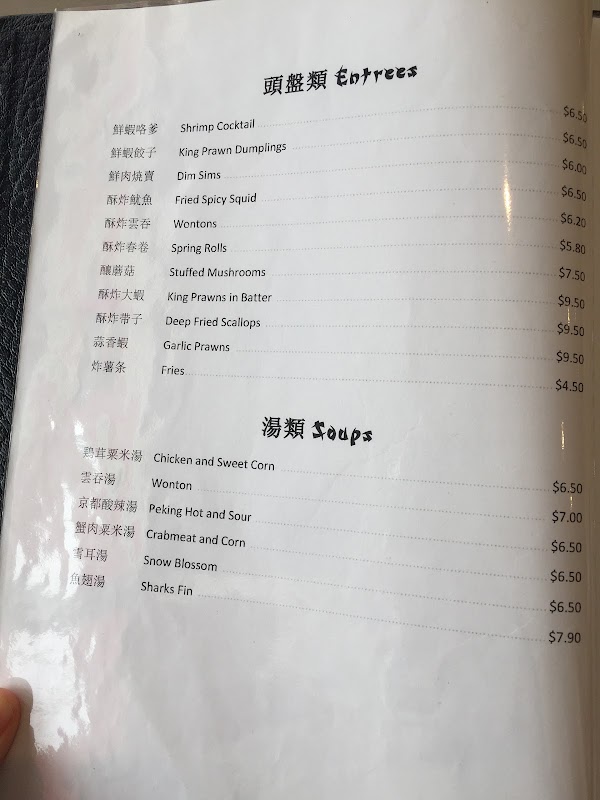 頭盤類 Entrees
鮮蝦咯爹 Shrimp Cocktail $6.50
鮮蝦餃子 King Prawn Dumplings $6.50
鮮肉燒賣 Dim Sims $6.00
酥炸魷魚 Fried Spicy Squid $6.50
酥炸雲吞 Wontons $6.20
酥炸春卷 Spring Rolls $5.80
釀蘑菇 Stuffed Mushrooms $7.50
酥炸大蝦 King Prawns in Batter $9.50
酥炸帶子 Deep Fried Scallops $9.50
蒜香蝦 Garlic Prawns $9.50
炸薯条 Fries $4.50
湯類 Soups
鷄茸粟米湯 Chicken and Sweet Corn $6.50
雲吞湯 Wonton $7.00
京都酸辣湯 Peking Hot and Sour $6.50
蟹肉粟米湯 Crabmeat and Corn $6.50
雪耳湯 Snow Blossom $6.50
魚翅湯 Sharks Fin $7.90